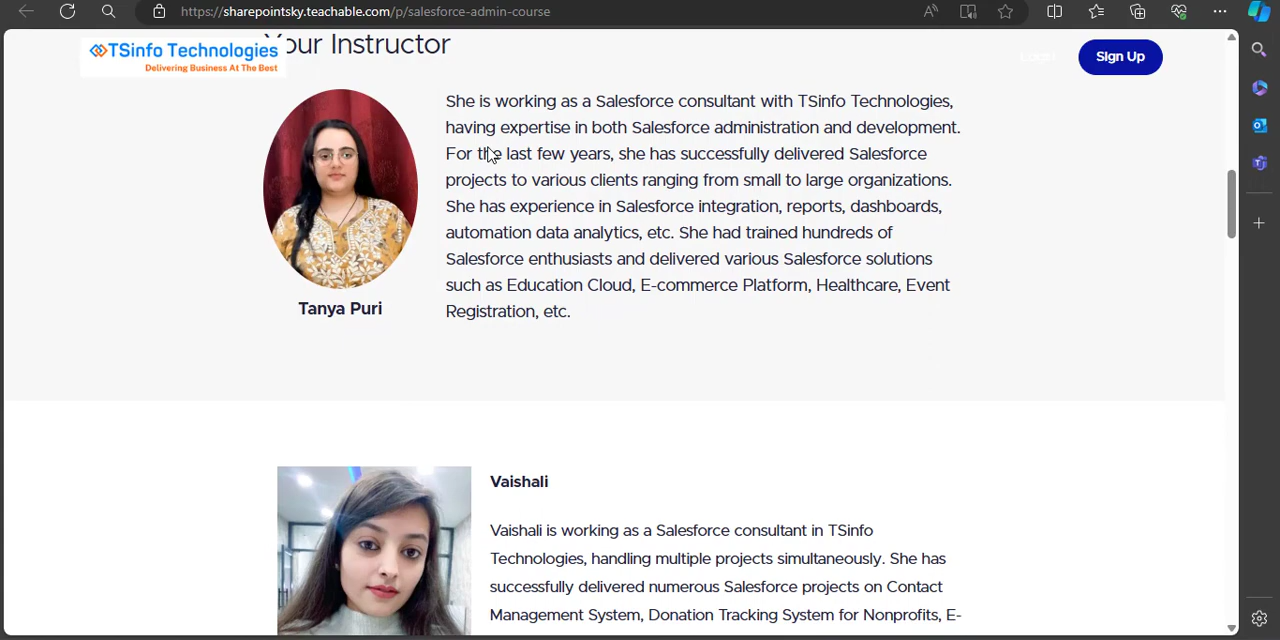 https://sharepointsky.teachable.com/p/salesforce-admin-course
Your Instructor
TSinfo Technologies
Delivering Business At The Best
Login
Sign Up
She is working as a Salesforce consultant with TSinfo Technologies,
having expertise in both Salesforce administration and development.
For the last few years, she has successfully delivered Salesforce
projects to various clients ranging from small to large organizations.
She has experience in Salesforce integration, reports, dashboards,
automation data analytics, etc. She had trained hundreds of
Salesforce enthusiasts and delivered various Salesforce solutions
such as Education Cloud, E-commerce Platform, Healthcare, Event
Registration, etc.
Tanya Puri
Vaishali
Vaishali is working as a Salesforce consultant in TSinfo
Technologies, handling multiple projects simultaneously. She has
successfully delivered numerous Salesforce projects on Contact
Management System, Donation Tracking System for Nonprofits, E-